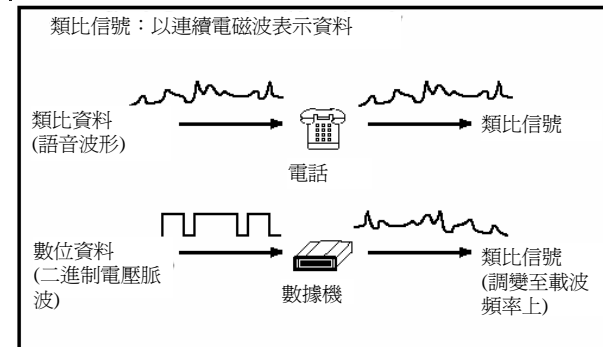 類比信號：以連續電磁波表示資料
類比資料
(語音波形)
電話
類比信號
數位資料
(二進制電壓脈
波)
數據機
類比信號
(調變至載波
頻率上)